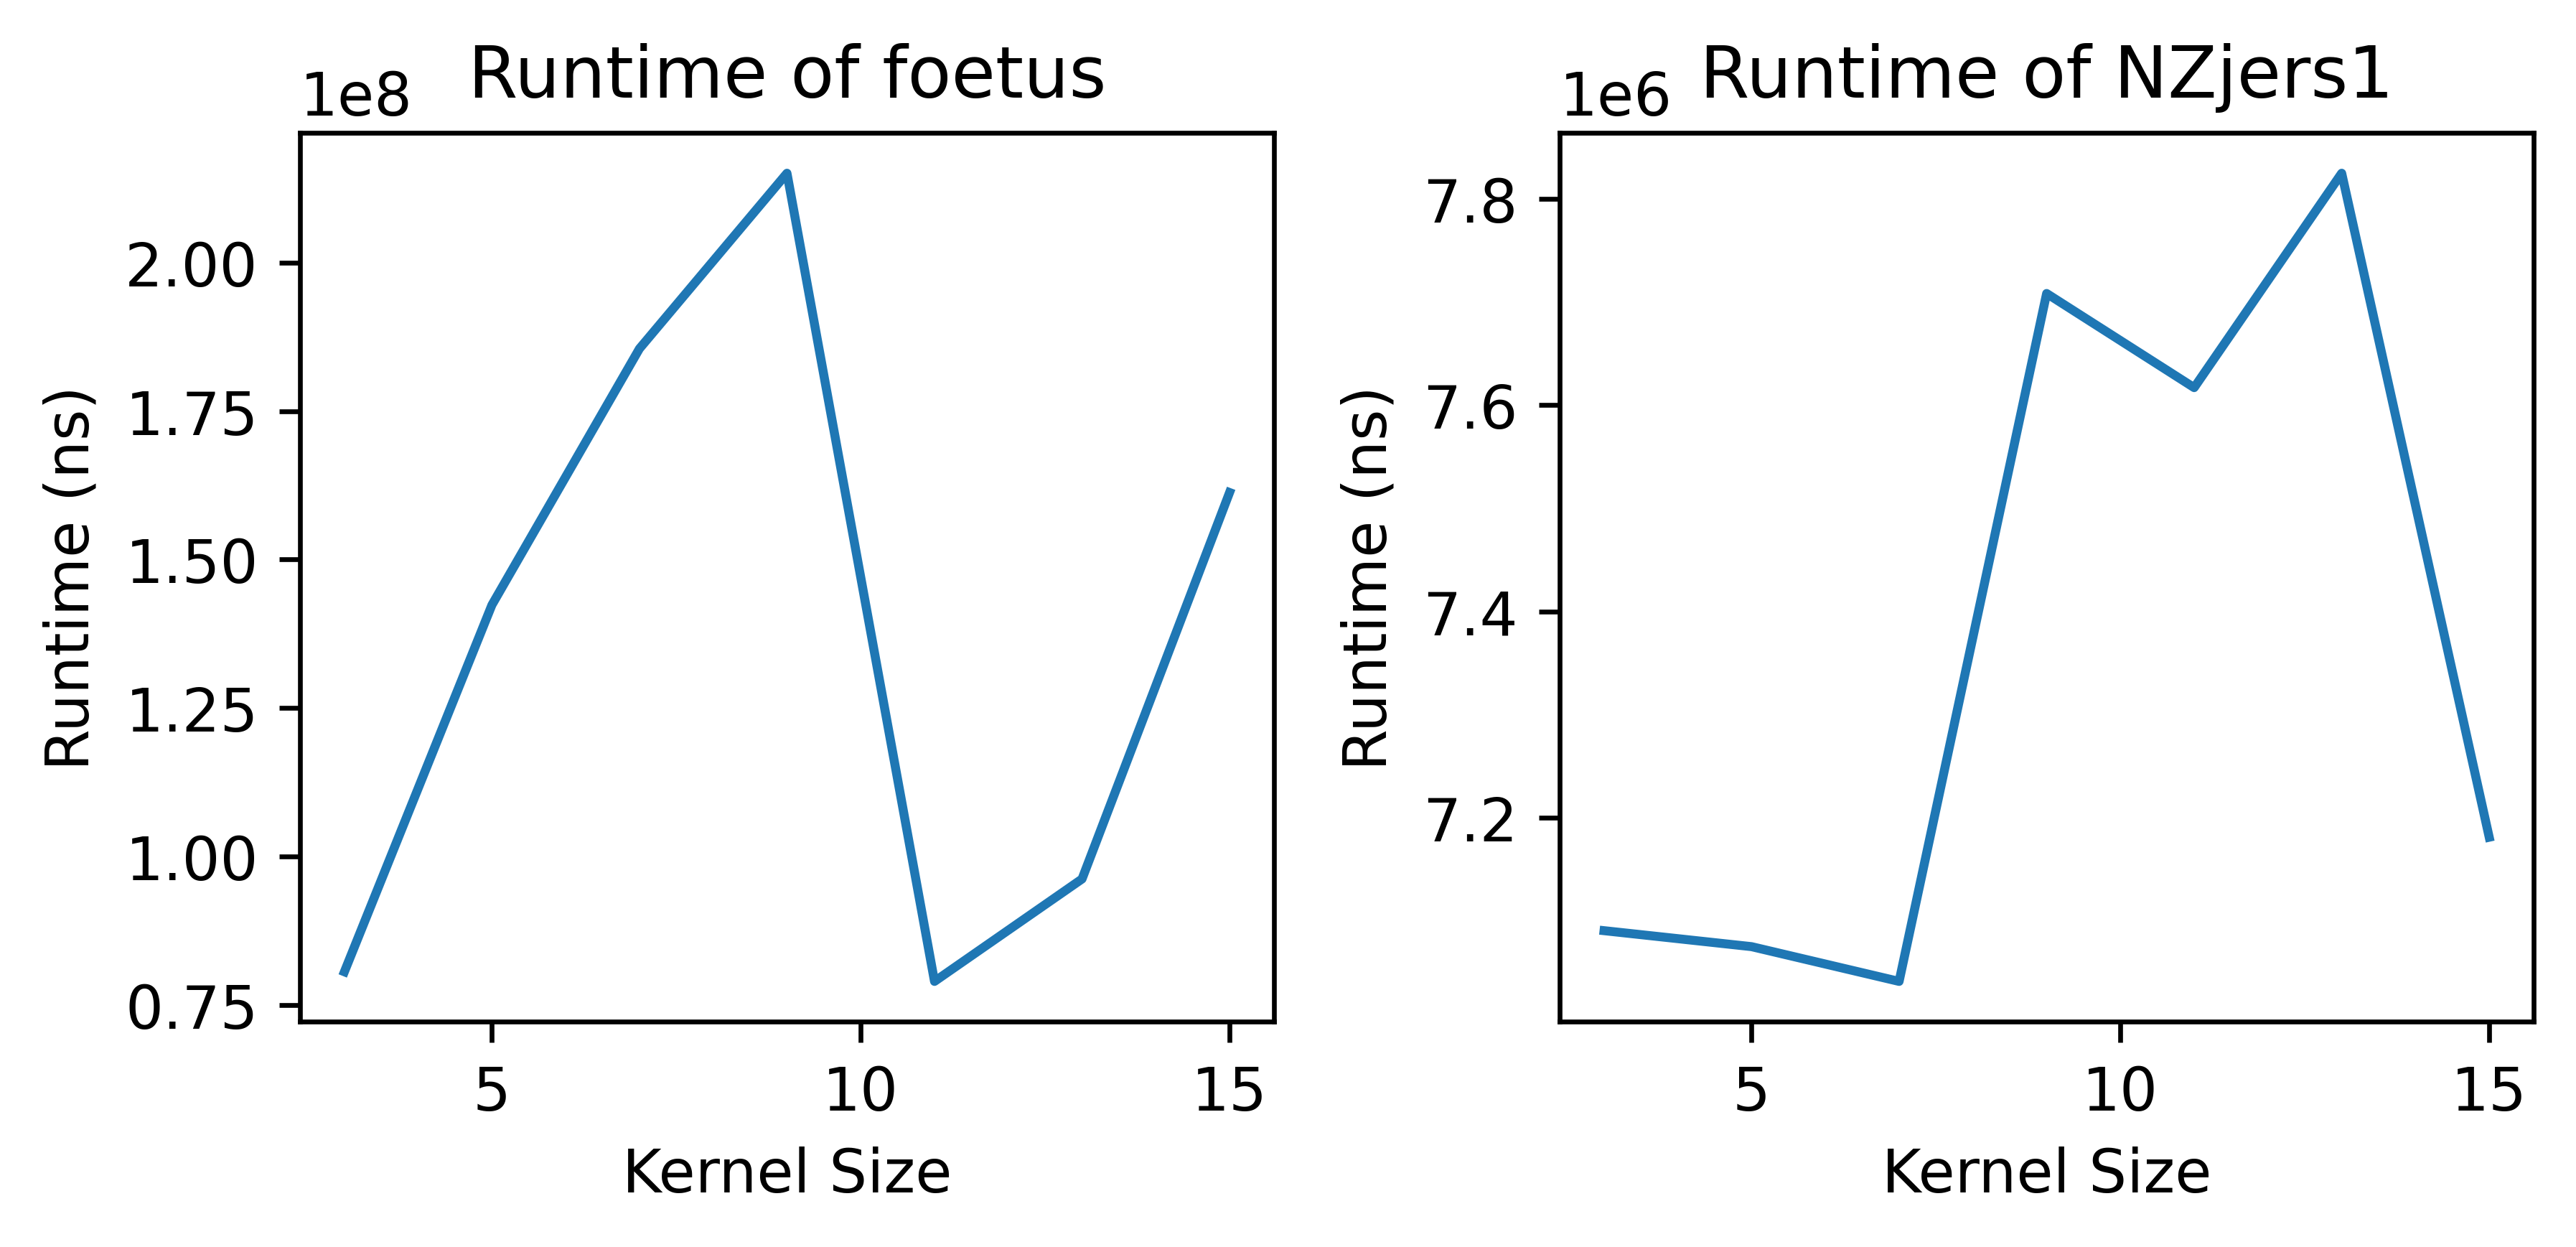 Runtime of foetus
1e8
2.00
1.75
1.50
1.25
1.00
0.75
Runtime (ns)
5 10 15
Kernel Size
Runtime of NZjers1
1e6
7.8
7.6
7.4
7.2
Runtime (ns)
5 10 15
Kernel Size